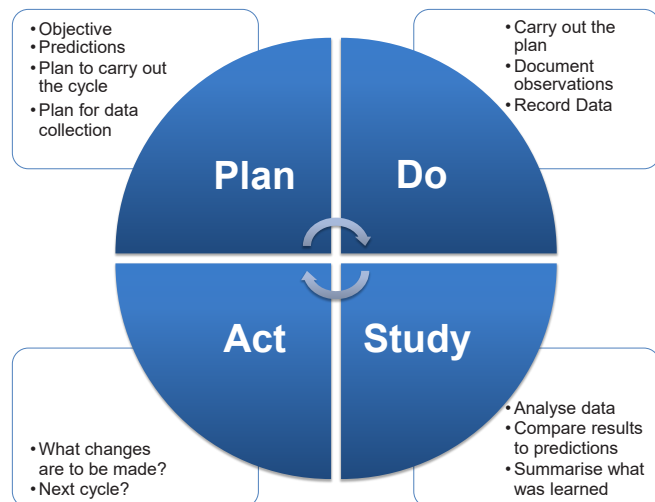 • Objective
• Predictions
• Plan to carry out
the cycle
• Plan for data
collection
• Carry out the
plan
• Document
observations
• Record Data
Plan
Do
Act
Study
• What changes
are to be made?
• Next cycle?
• Analyse data
• Compare results
to predictions
• Summarise what
was learned